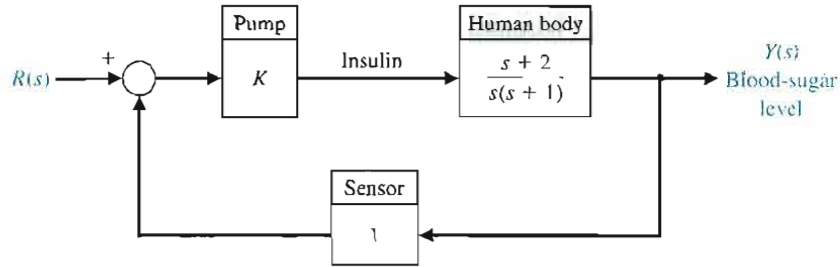 Pump
Human body
Y(s)
Blood-sugar
level
+
R(s)
K
Insulin
s + 2
s(s + 1)
Sensor
1